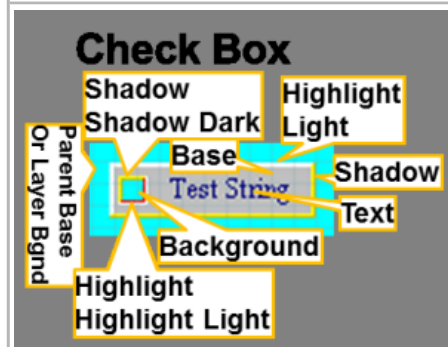 Check Box
Shadow
Shadow Dark
Highlight
Light
Base
Shadow
Parent Base
Or Layer Bgnd
Test String
Text
Background
Highlight
Highlight Light